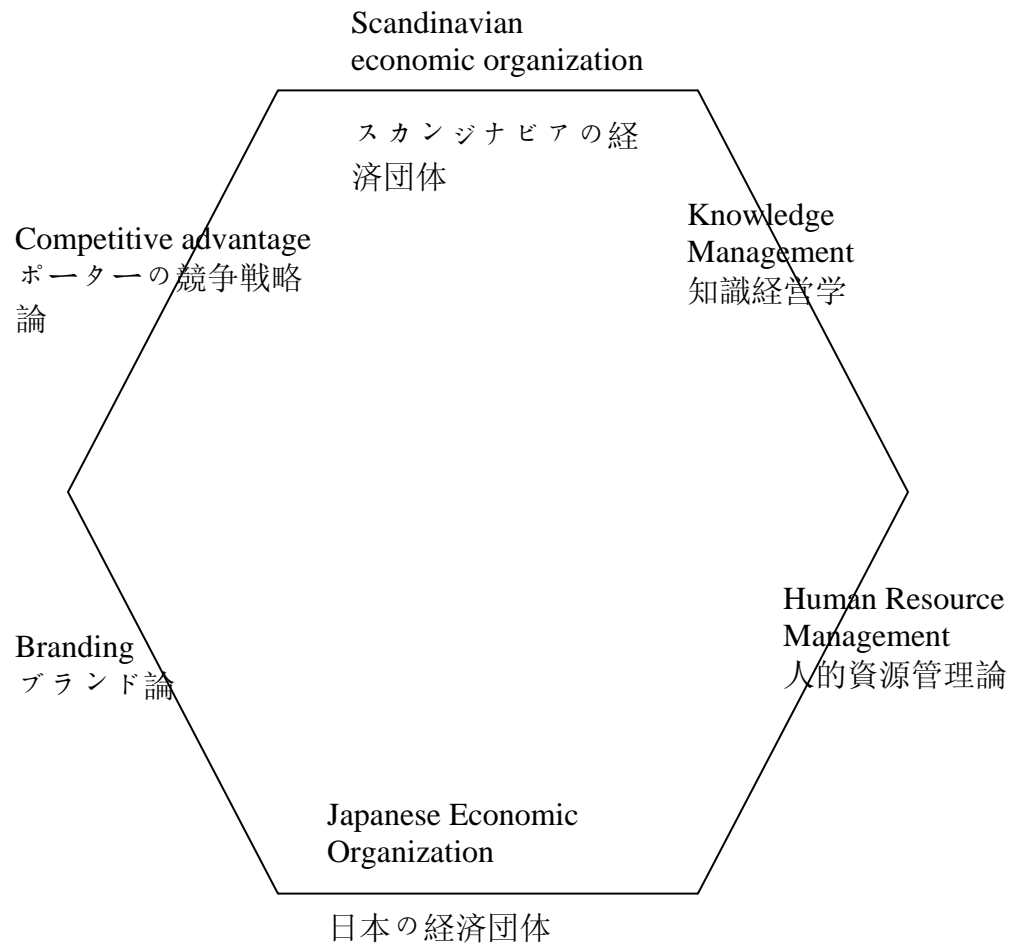 Scandinavian
economic organization
スカンジナビアの経
済団体
Knowledge
Management
知識経営学
Competitive advantage
ポーターの競争戦略
論
Human Resource
Management
人的資源管理論
Branding
ブランド論
Japanese Economic
Organization
日本の経済団体